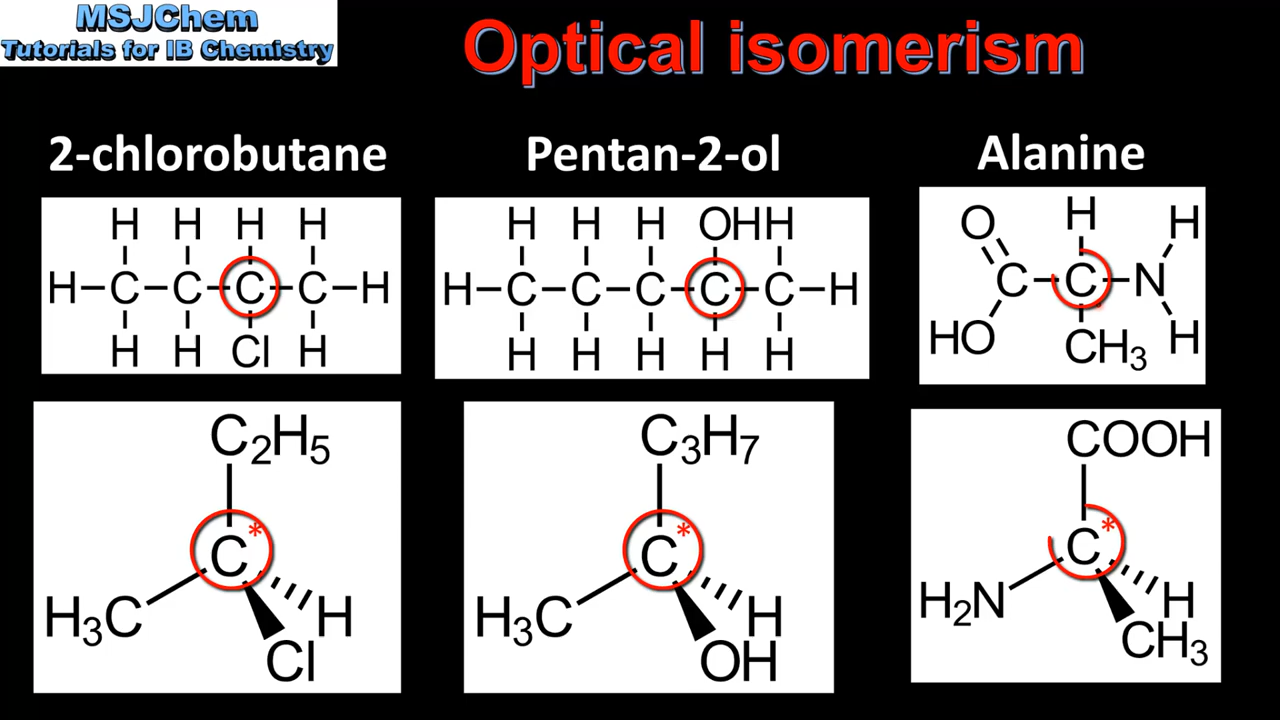 MSJChem
Tutorials for IB Chemistry
Optical isomerism
2-chlorobutane
H H H H
H-C-C-C-C-H
H H Cl H
C₂H₅
C*
H₃C H
Cl
Pentan-2-ol
H H H OH H
H-C-C-C-C-C-H
H H H H H
C₃H₇
C*
H₃C H
OH
Alanine
O H H
C-C-N
HO CH₃ H
COOH
C*
H₂N H
CH₃